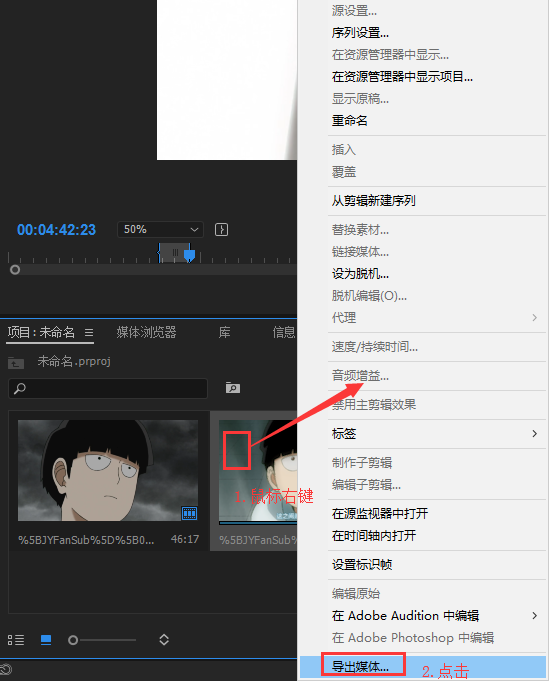 源设置...
序列设置...
在资源管理器中显示...
在资源管理器中显示项目...
显示原稿...
重命名
插入
覆盖
从剪辑新建序列
替换素材...
链接媒体...
设为脱机...
脱机编辑(O)...
代理
速度/持续时间...
音频增益...
禁用主剪辑效果
标签
制作子剪辑
编辑子剪辑...
在源监视器中打开
在时间轴内打开
设置标识帧
编辑原始
在 Adobe Audition 中编辑
在 Adobe Photoshop 中编辑
导出媒体...
2.点击
00:04:42:23
50%
项目:未命名
媒体浏览器
库
信息
未命名.prproj
1.鼠标右键
%5BJYFanSub%5D%5B0...
46:17
%5BJYFanSub%5